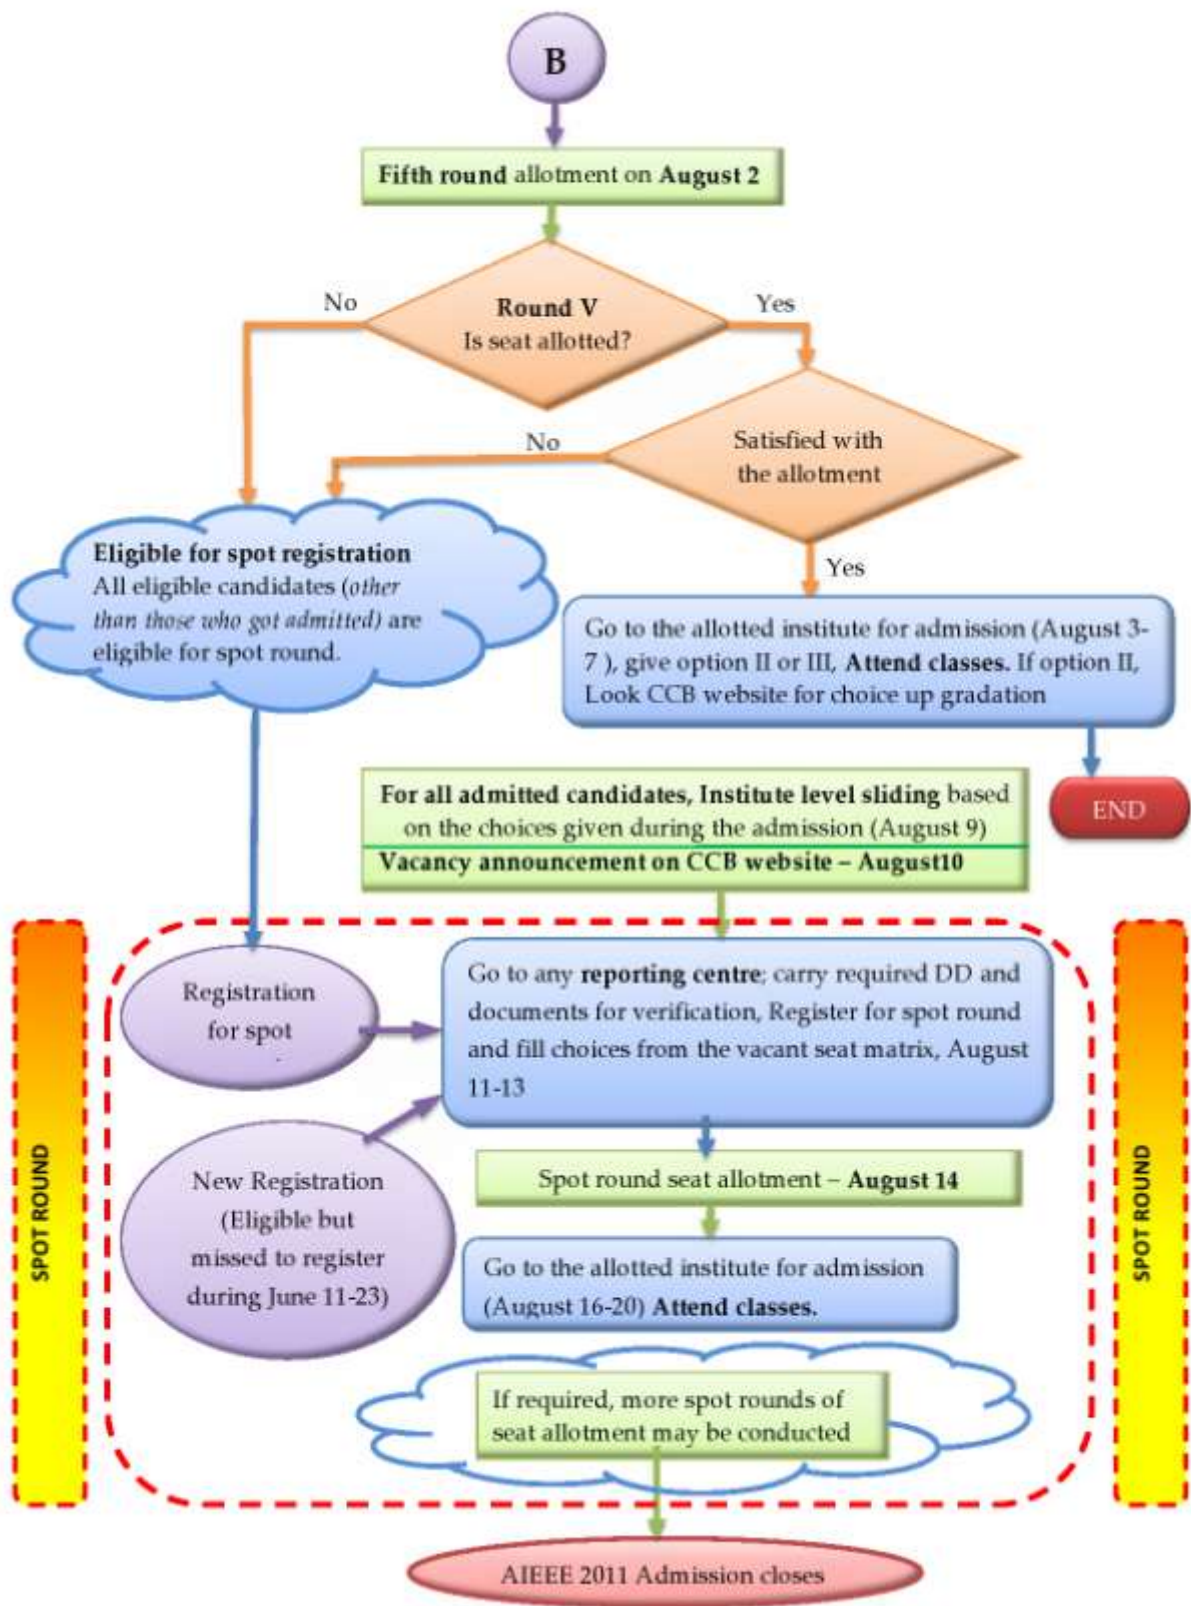 B
Fifth round allotment on August 2
No
Round V
Is seat allotted?
Yes
No
Satisfied with
the allotment
Eligible for spot registration
All eligible candidates (other
than those who got admitted) are
eligible for spot round.
Yes
Go to the allotted institute for admission (August 3-
7 ), give option II or III, Attend classes. If option II,
Look CCB website for choice up gradation
END
For all admitted candidates, Institute level sliding based
on the choices given during the admission (August 9)
Vacancy announcement on CCB website – August10
SPOT ROUND
Registration
for spot
.
Go to any reporting centre; carry required DD and
documents for verification, Register for spot round
and fill choices from the vacant seat matrix, August
11-13
New Registration
(Eligible but
missed to register
during June 11-23)
Spot round seat allotment – August 14
Go to the allotted institute for admission
(August 16-20) Attend classes.
If required, more spot rounds of
seat allotment may be conducted
SPOT ROUND
AIEEE 2011 Admission closes